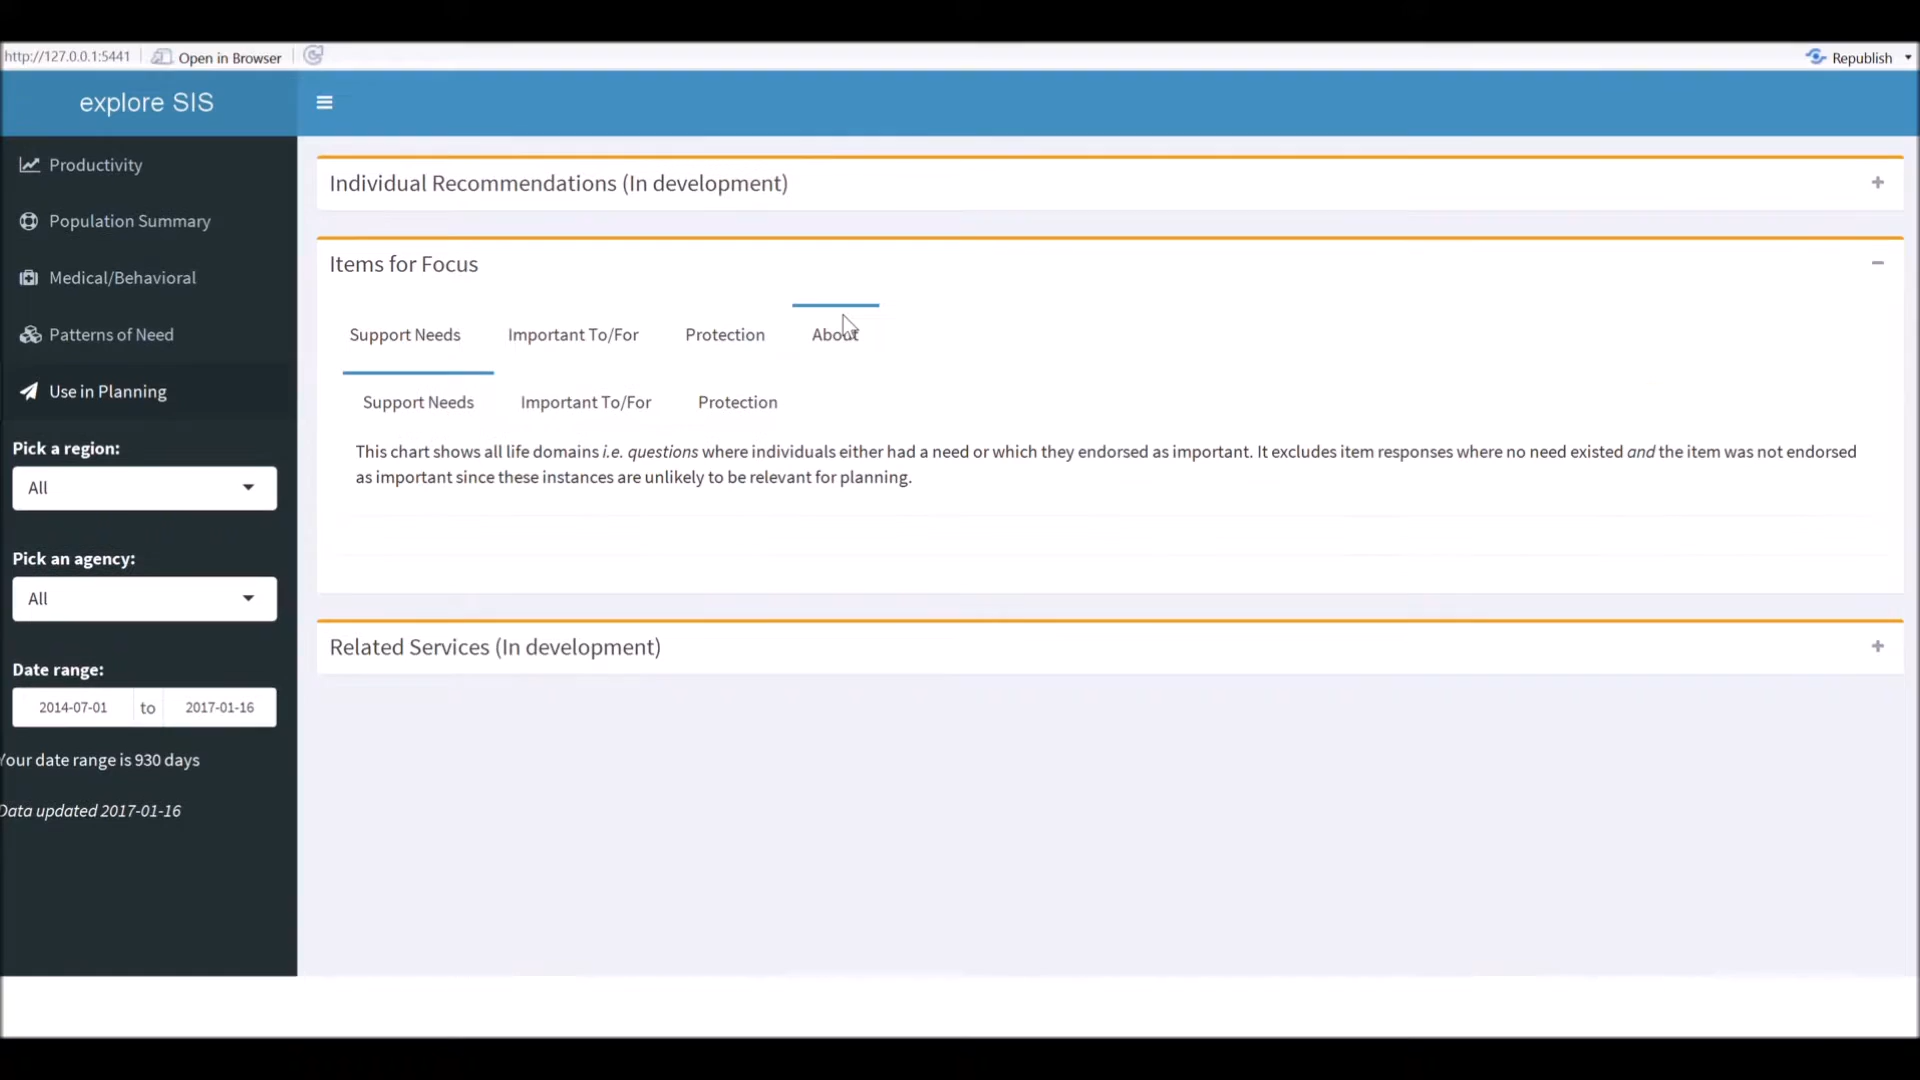 http://127.0.0.1:5441
Open in Browser
Republish
explore SIS
Productivity
Population Summary
Medical/Behavioral
Patterns of Need
Use in Planning
Pick a region:
All
Pick an agency:
All
Date range:
2014-07-01 to 2017-01-16
Your date range is 930 days
Data updated 2017-01-16
Individual Recommendations (In development)
Items for Focus
Support Needs Important To/For Protection About
Support Needs Important To/For Protection
This chart shows all life domains i.e. questions where individuals either had a need or which they endorsed as important. It excludes item responses where no need existed and the item was not endorsed
as important since these instances are unlikely to be relevant for planning.
Related Services (In development)